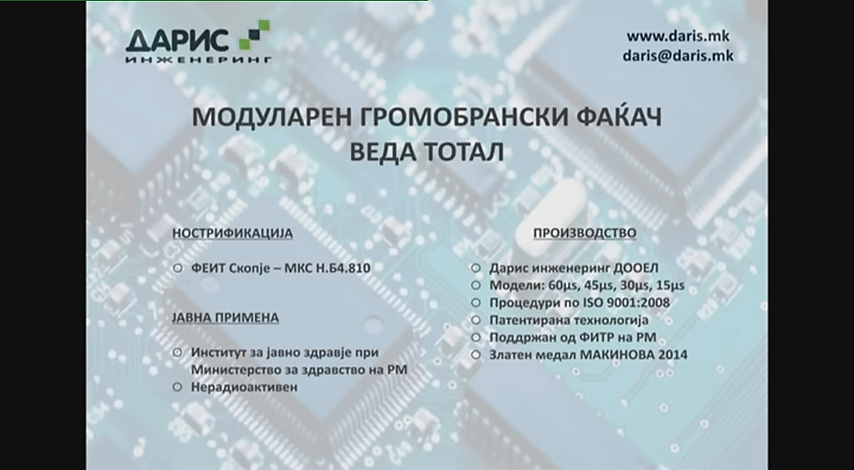 ДАРИС
ИНЖЕНЕРИНГ
www.daris.mk
daris@daris.mk
МОДУЛАРЕН ГРОМОБРАНСКИ ФАЌАЧ
ВЕДА ТОТАЛ
НОСТРИФИКАЦИЈА
ФЕИТ Скопје – МКС Н.Б4.810
ЈАВНА ПРИМЕНА
Институт за јавно здравје при
Министерство за здравство на РМ
Нерадиоактивен
ПРОИЗВОДСТВО
Дарис инженеринг ДООЕЛ
Модели: 60µs, 45µs, 30µs, 15µs
Процедури по ISO 9001:2008
Патентирана технологија
Поддржан од ФИТР на РМ
Златен медал МАКИНОВА 2014